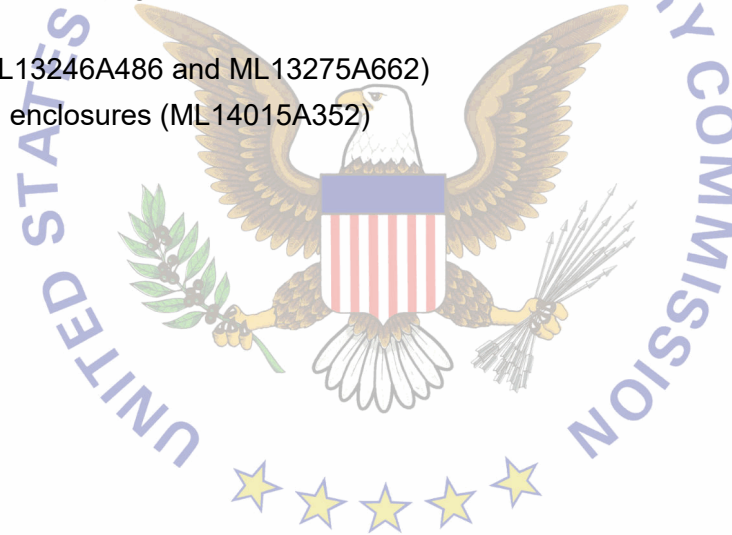 L13246A486 and ML13275A662)
enclosures (ML14015A352)
UNITED STATES
Y COMMISSION